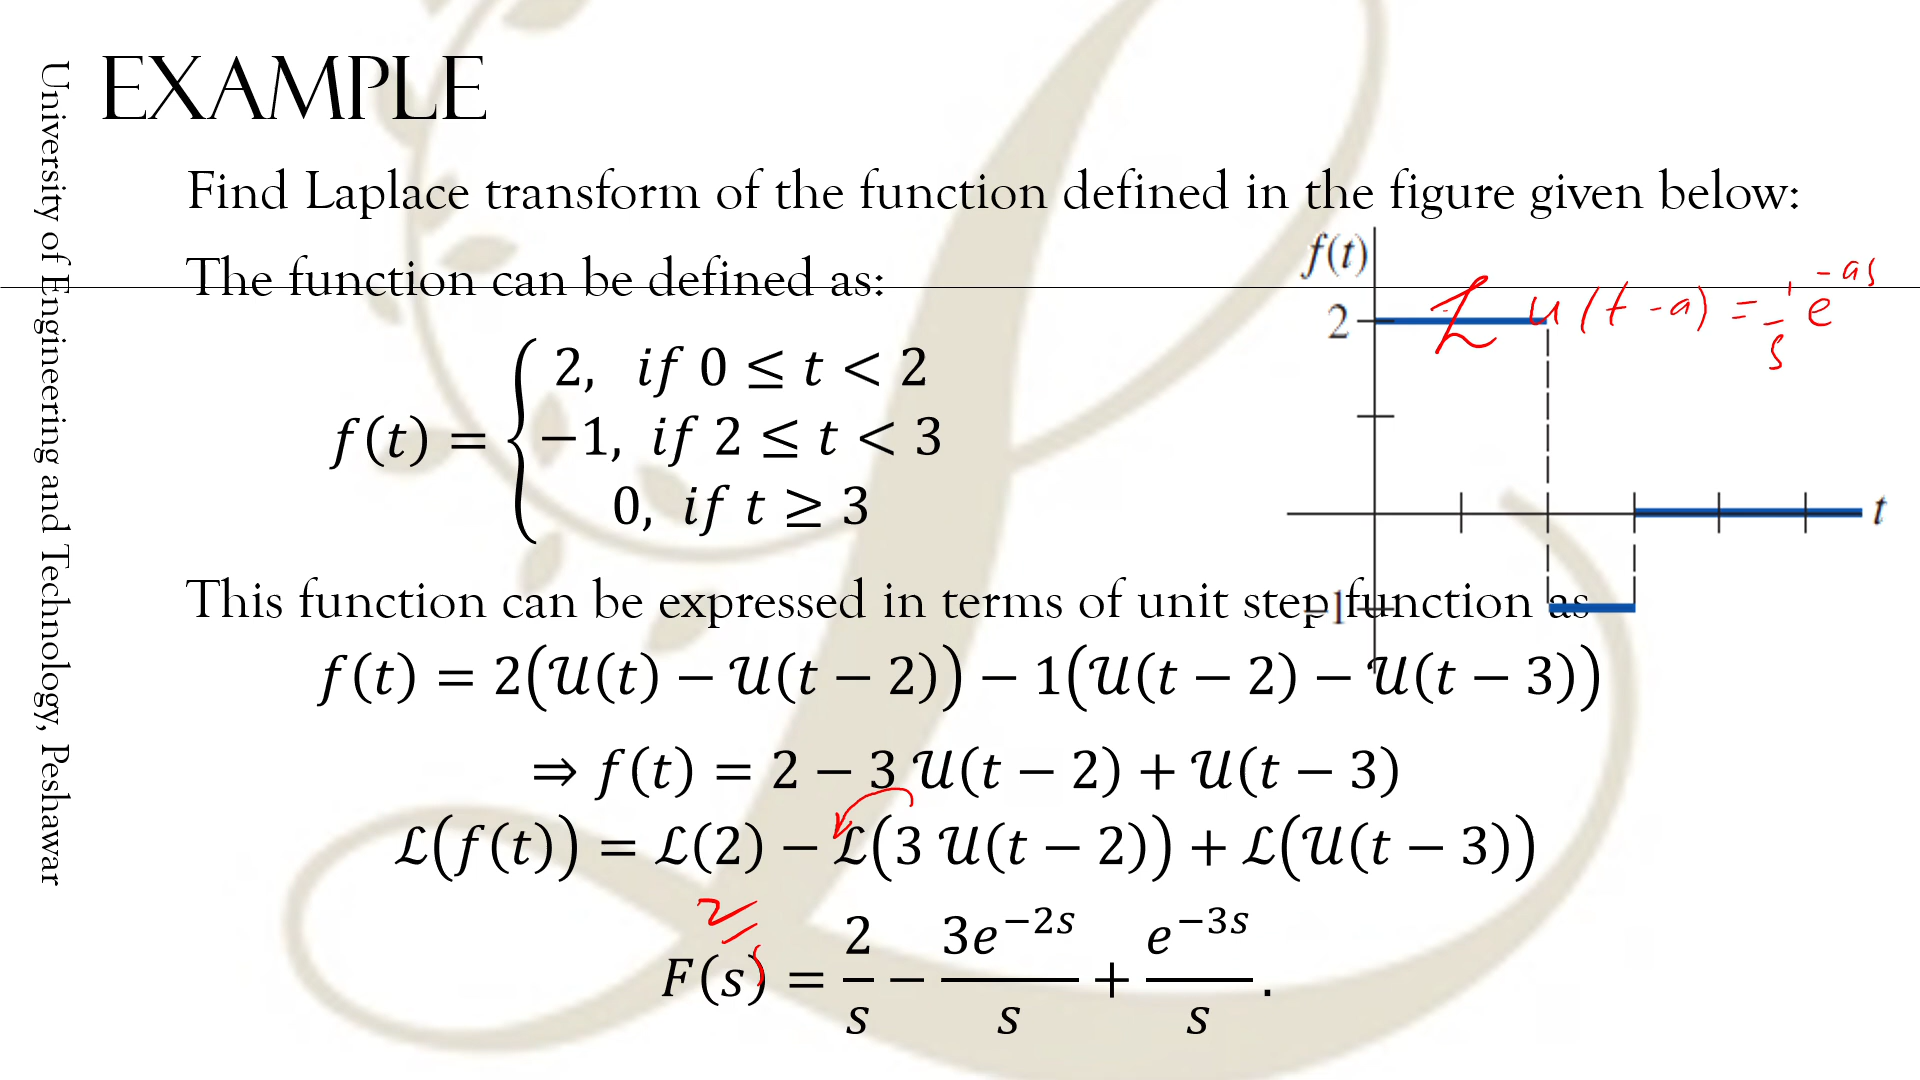 EXAMPLE
University of Engineering and Technology, Peshawar
Find Laplace transform of the function defined in the figure given below:
The function can be defined as:
f(t)
2
-1
t
ℒ u(t-a) = 1/s e^-as
f(t) = { 2, if 0 ≤ t < 2
−1, if 2 ≤ t < 3
0, if t ≥ 3
This function can be expressed in terms of unit step function as
f(t) = 2(𝒰(t) − 𝒰(t − 2)) − 1(𝒰(t − 2) − 𝒰(t − 3))
⇒ f(t) = 2 − 3 𝒰(t − 2) + 𝒰(t − 3)
ℒ(f(t)) = ℒ(2) − ℒ(3 𝒰(t − 2)) + ℒ(𝒰(t − 3))
2/s
F(s) = 2/s − 3e^−2s/s + e^−3s/s.